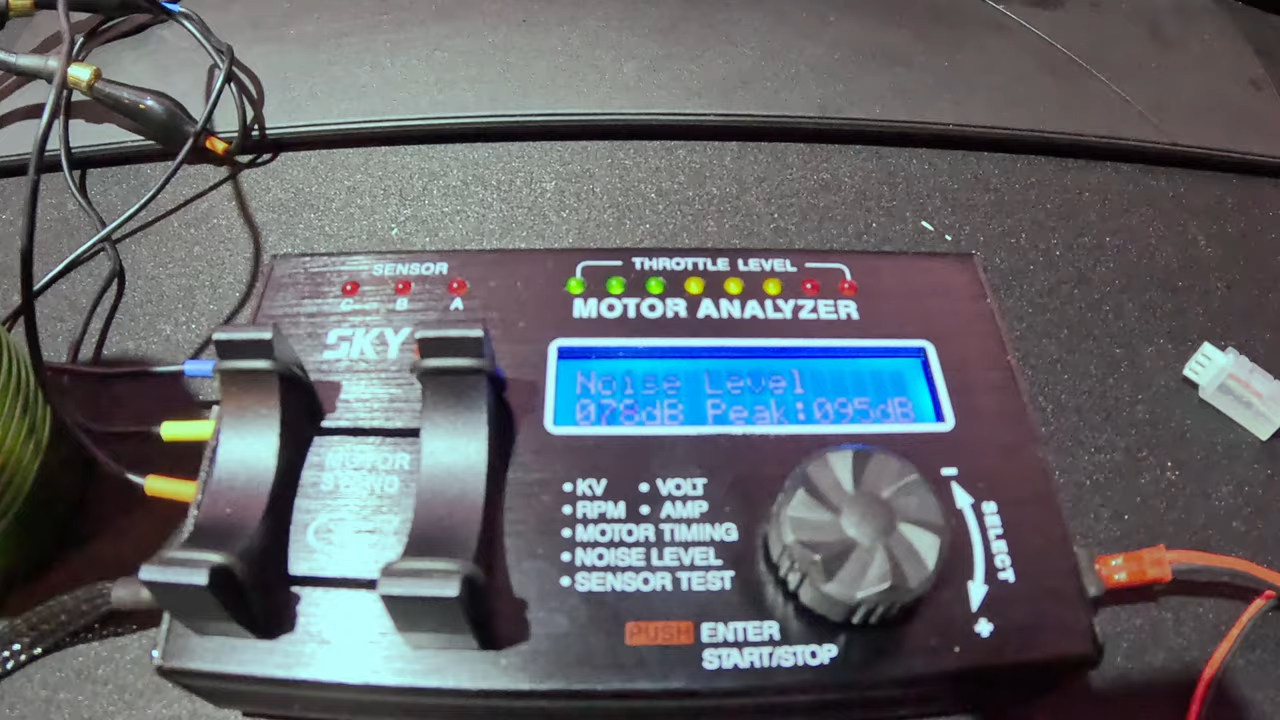 SENSOR
C B A
THROTTLE LEVEL
MOTOR ANALYZER
SKY
Noise Level
078dB Peak:095dB
MOTOR
• KV • VOLT
• RPM • AMP
• MOTOR TIMING
• NOISE LEVEL
• SENSOR TEST
SELECT
PUSH ENTER
START/STOP